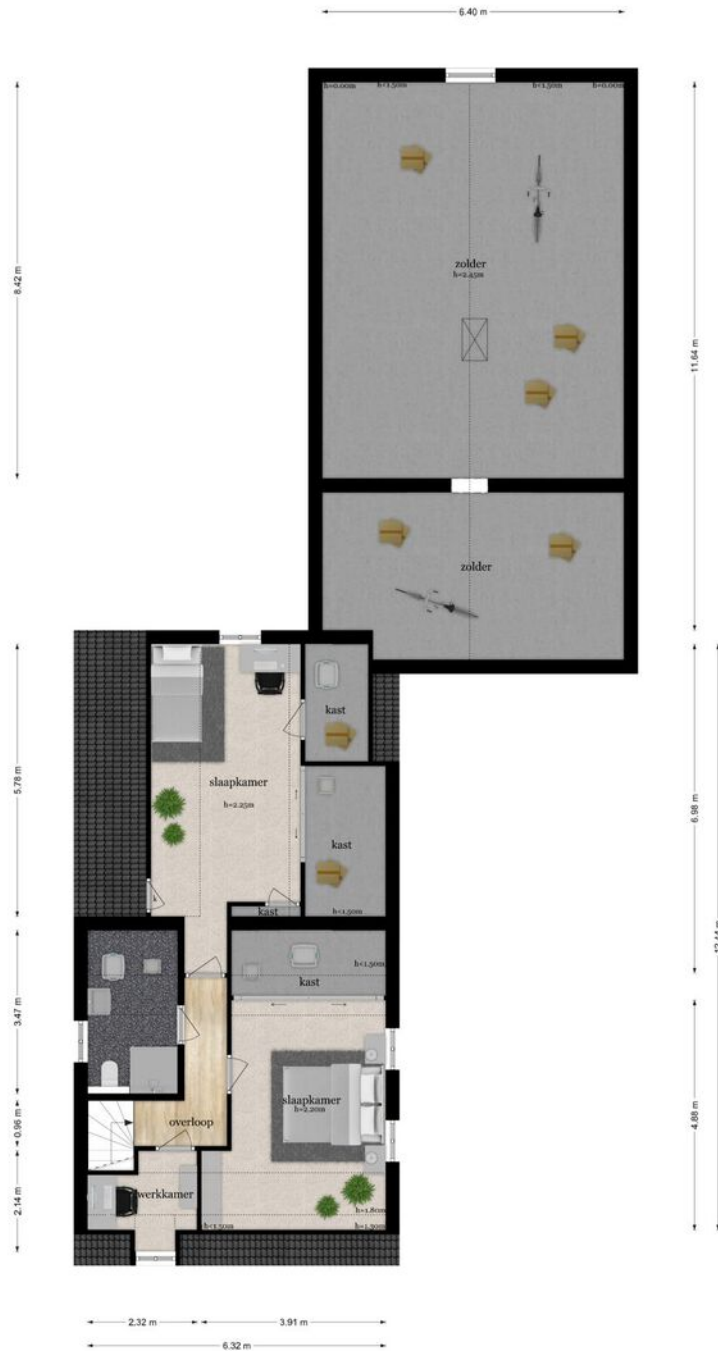 6.40 m
h=0.00m
h<1.50m
h<1.50m
h=0.00m
8.42 m
zolder
h=2.45m
11.64 m
zolder
kast
5.78 m
slaapkamer
h=2.25m
6.98 m
kast
h<1.50m
kast
h<1.50m
kast
3.47 m
slaapkamer
h=2.20m
4.88 m
0.96 m
overloop
2.14 m
werkkamer
h=1.80m
h<1.50m
h=1.50m
2.32 m
3.91 m
6.32 m